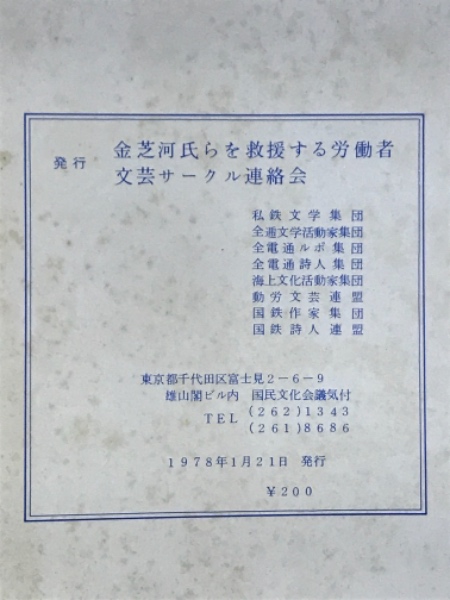 発行 金芝河氏らを救援する労働者
文芸サークル連絡会
私鉄文学集団
全逓文学活動家集団
全電通ルポ集団
全電通詩人集団
海上文化活動家集団
動労文芸連盟
国鉄作家集団
国鉄詩人連盟
東京都千代田区富士見2-6-9
雄山閣ビル内 国民文化会議気付
TEL (262)1343
(261)8686
1978年1月21日 発行
¥200